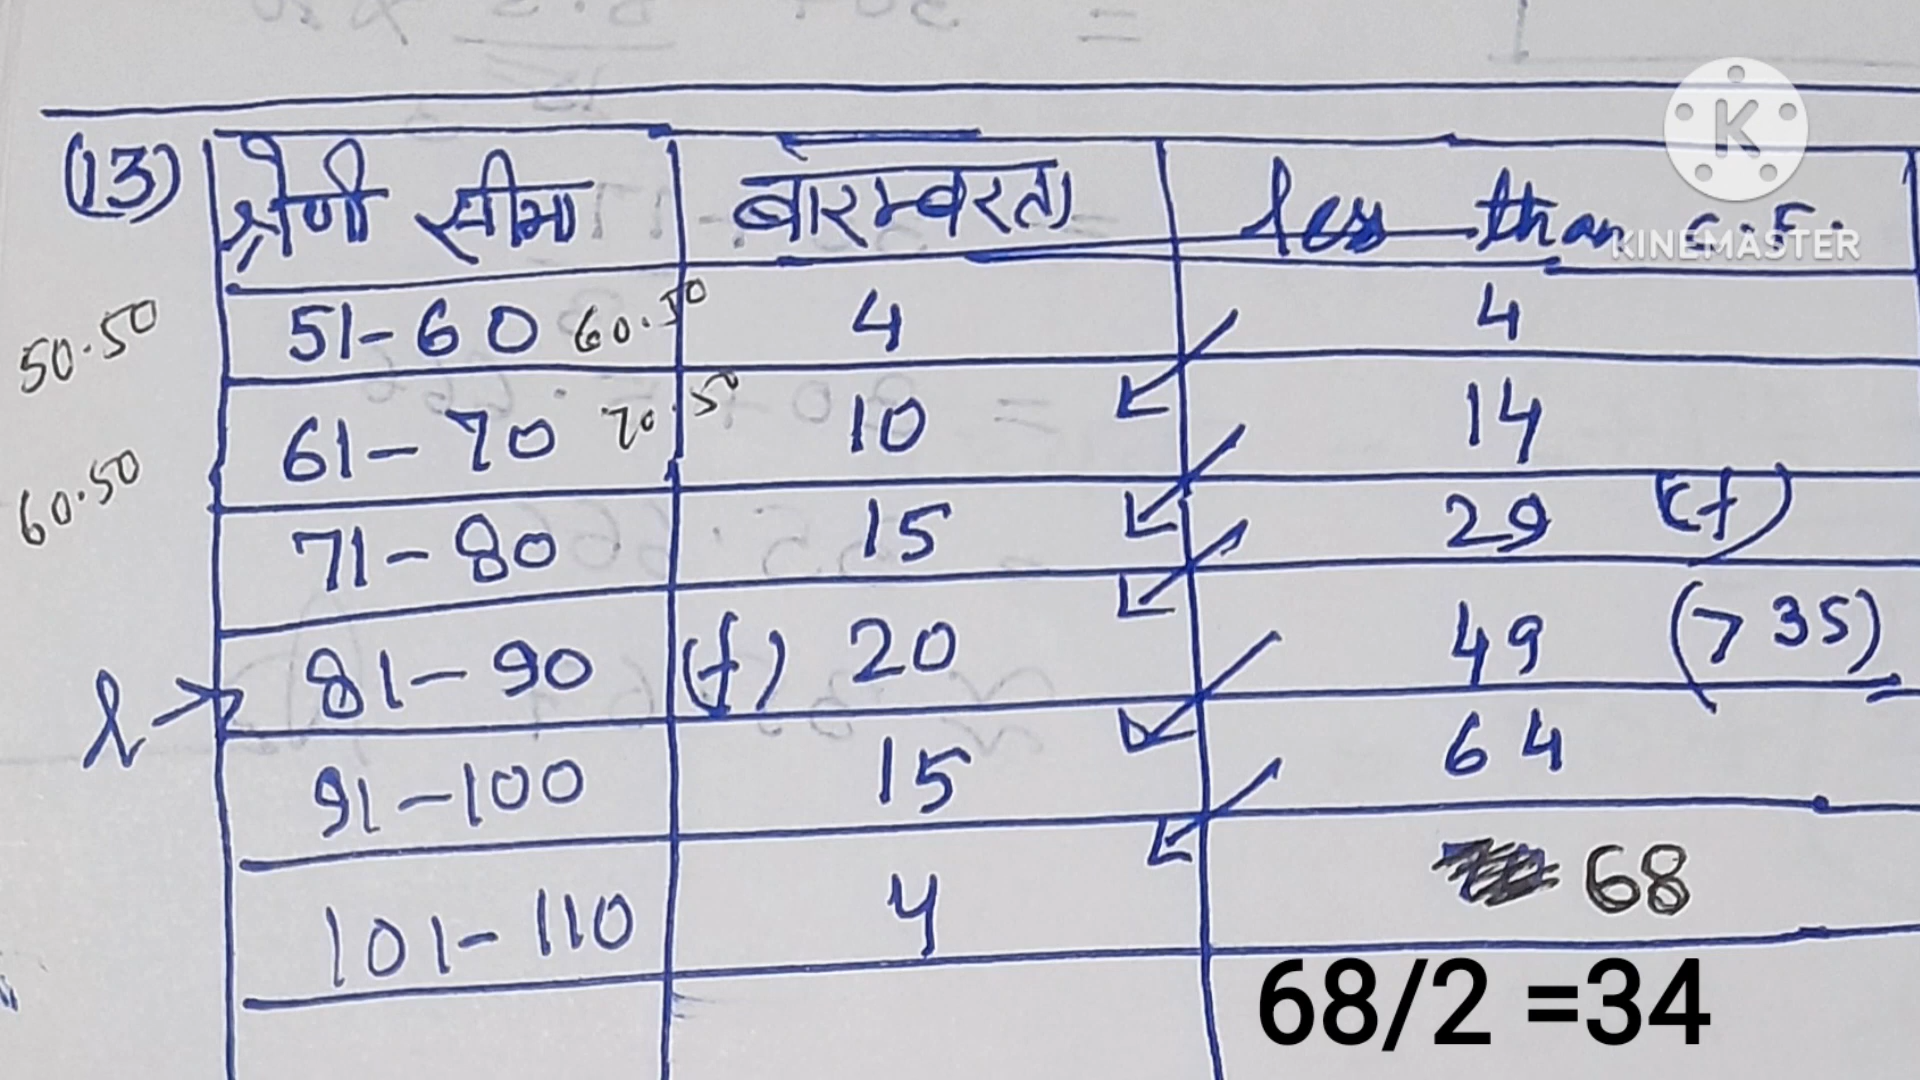 (13) श्रेणी सीमा बारम्बरता less than c.f.
50.50 51-60 60.50 4 4
61-70 70.50 10 14
60.50 71-80 15 29 (cf)
l → 81-90 (f) 20 49 (>35)
91-100 15 64
101-110 4 68
68/2 =34
K
KINEMASTER